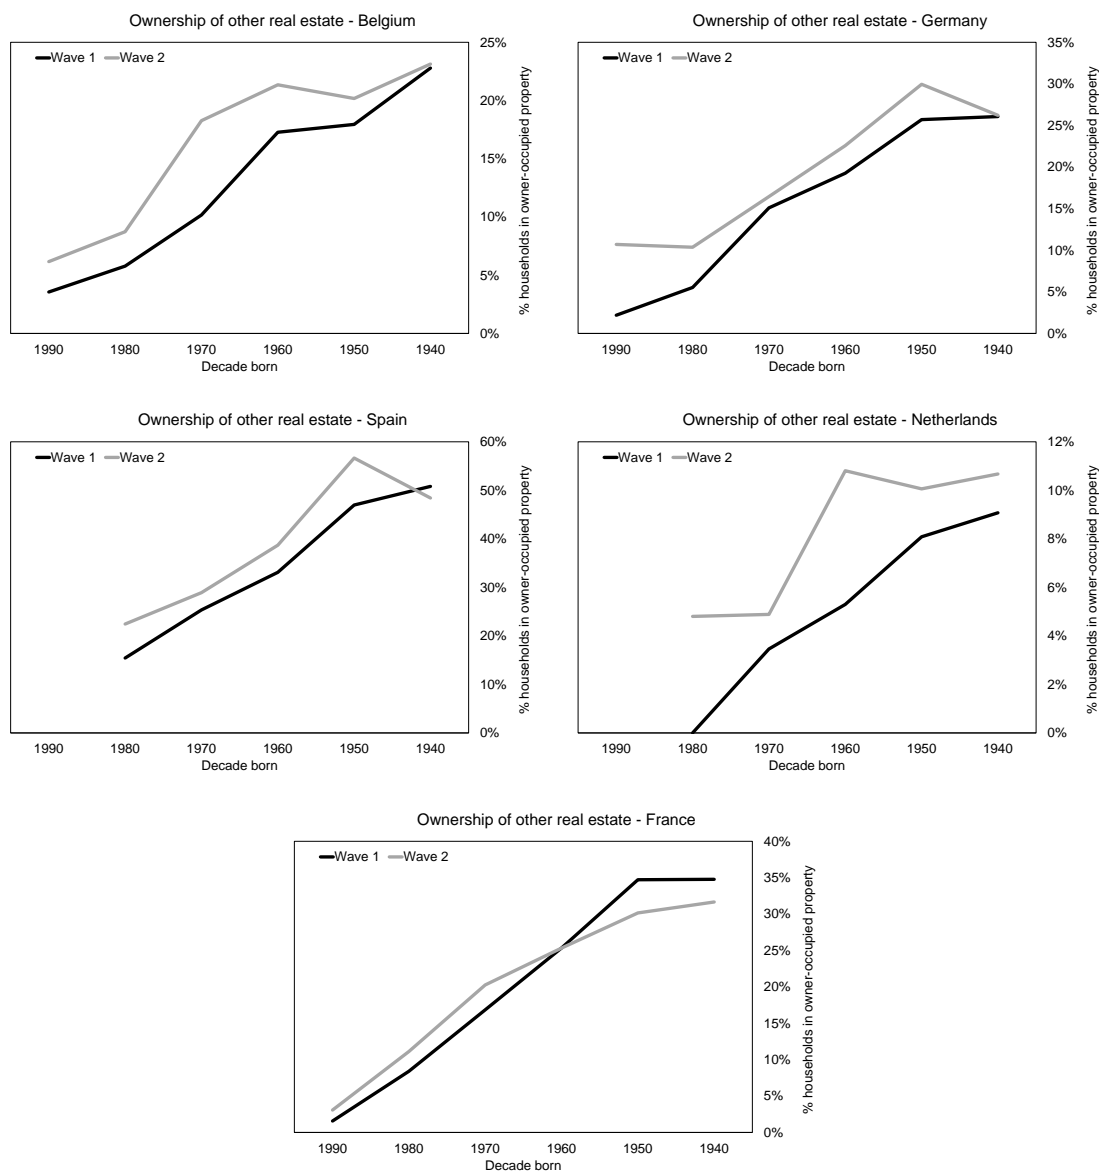 Ownership of other real estate - Belgium
Wave 1 Wave 2
25%
20%
15%
10%
5%
0%
% households in owner-occupied property
1990 1980 1970 1960 1950 1940
Decade born
Ownership of other real estate - Germany
Wave 1 Wave 2
35%
30%
25%
20%
15%
10%
5%
0%
% households in owner-occupied property
1990 1980 1970 1960 1950 1940
Decade born
Ownership of other real estate - Spain
Wave 1 Wave 2
60%
50%
40%
30%
20%
10%
0%
% households in owner-occupied property
1990 1980 1970 1960 1950 1940
Decade born
Ownership of other real estate - Netherlands
Wave 1 Wave 2
12%
10%
8%
6%
4%
2%
0%
% households in owner-occupied property
1990 1980 1970 1960 1950 1940
Decade born
Ownership of other real estate - France
Wave 1 Wave 2
40%
35%
30%
25%
20%
15%
10%
5%
0%
% households in owner-occupied property
1990 1980 1970 1960 1950 1940
Decade born